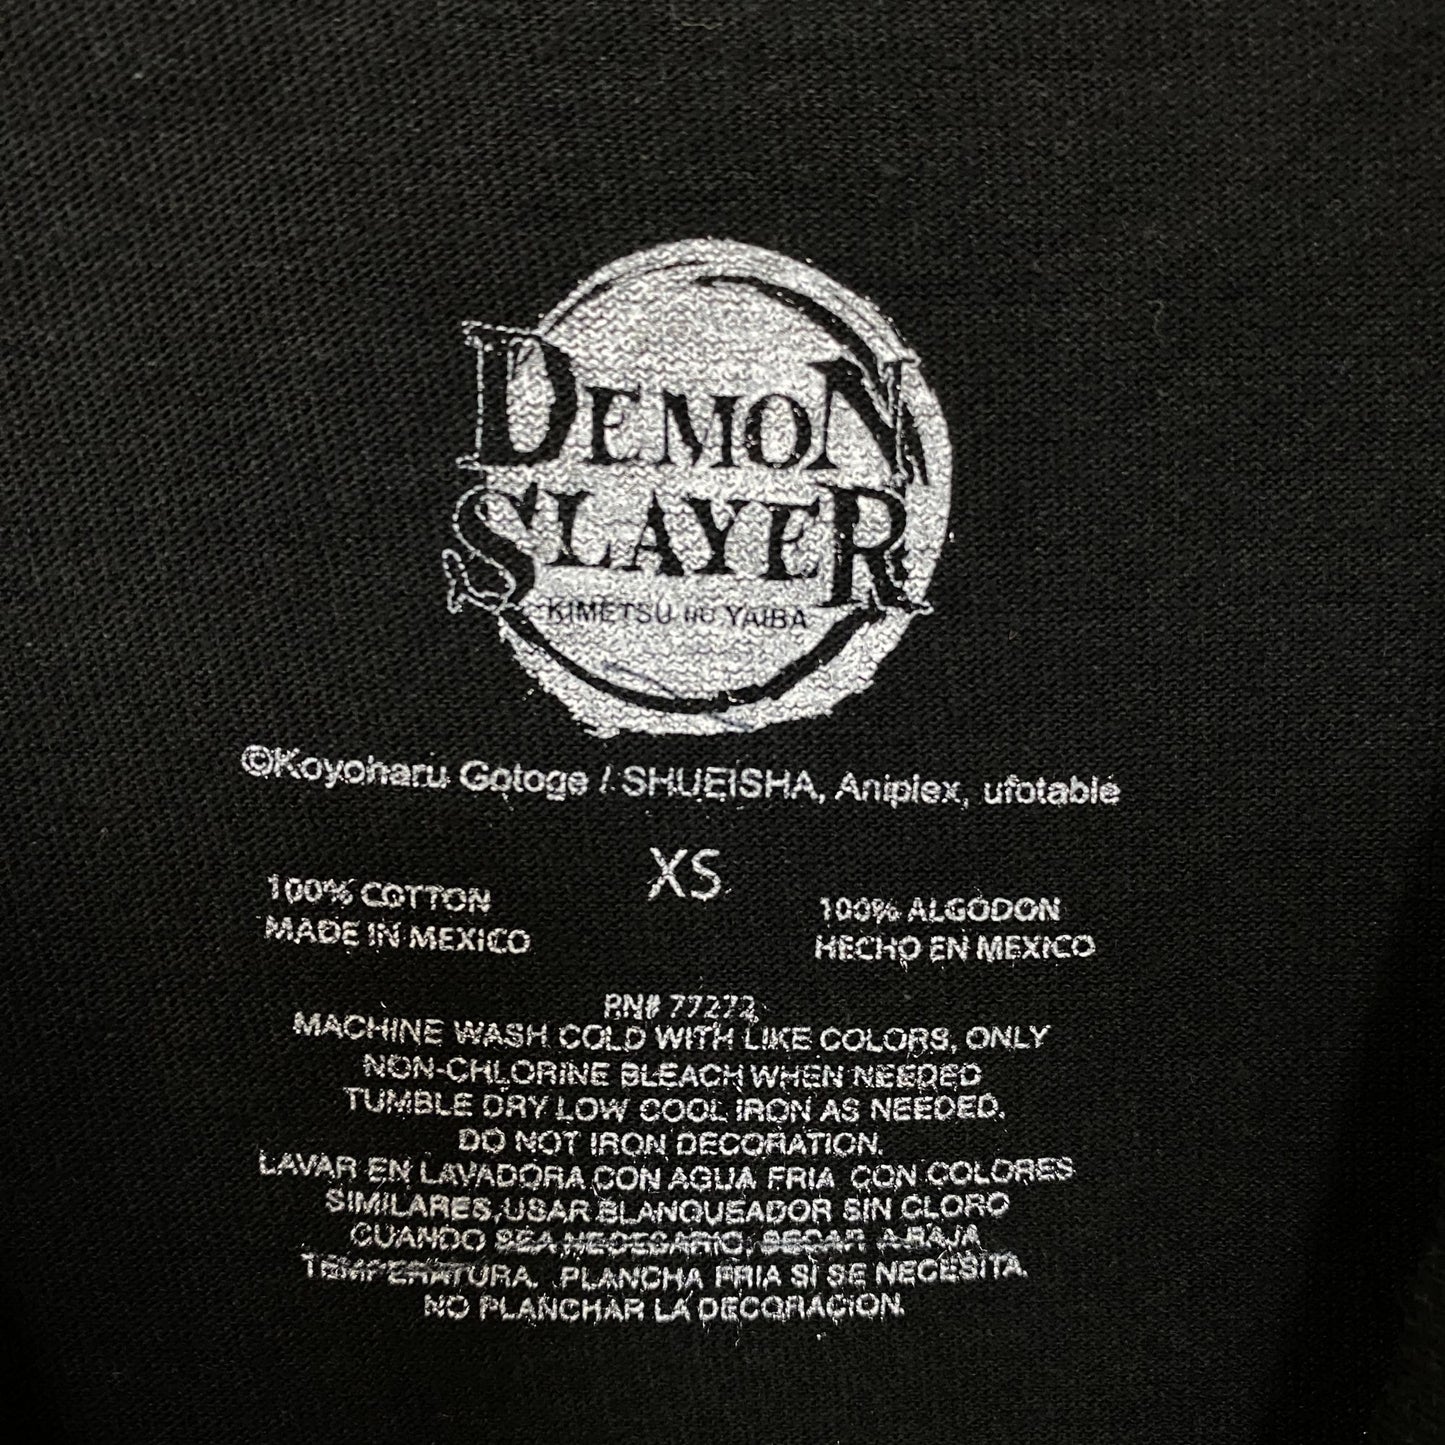 DEMON
SLAYER
KIMETSU no YAIBA
©Koyoharu Gotoge / SHUEISHA, Aniplex, ufotable
XS
100% COTTON
MADE IN MEXICO
100% ALGODON
HECHO EN MEXICO
RN# 77272
MACHINE WASH COLD WITH LIKE COLORS, ONLY
NON-CHLORINE BLEACH WHEN NEEDED
TUMBLE DRY LOW COOL IRON AS NEEDED.
DO NOT IRON DECORATION.
LAVAR EN LAVADORA CON AGUA FRIA CON COLORES
SIMILARES, USAR BLANQUEADOR SIN CLORO
CUANDO SEA NECESARIO. SECAR A BAJA
TEMPERATURA. PLANCHA FRIA SI SE NECESITA.
NO PLANCHAR LA DECORACION.